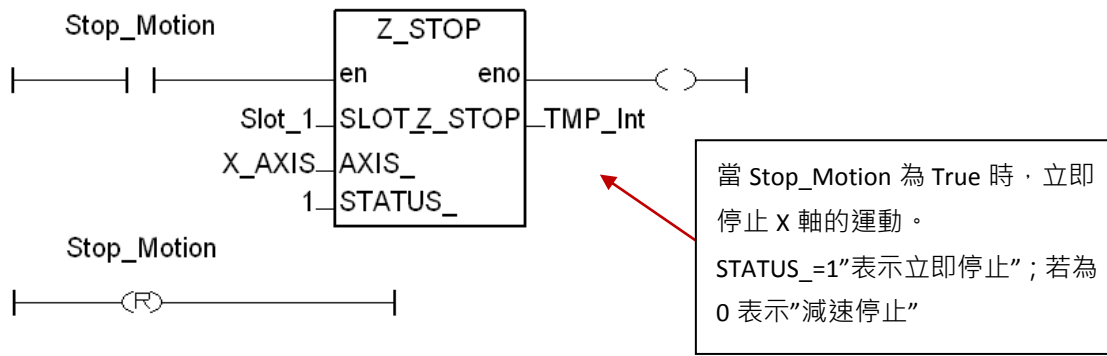 Stop_Motion
Z_STOP
en eno
Slot_1 SLOT_Z_STOP TMP_Int
X_AXIS AXIS_
1 STATUS_
Stop_Motion
R
當 Stop_Motion 為 True 時，立即
停止 X 軸的運動。
STATUS_=1”表示立即停止”；若為
0 表示”減速停止”